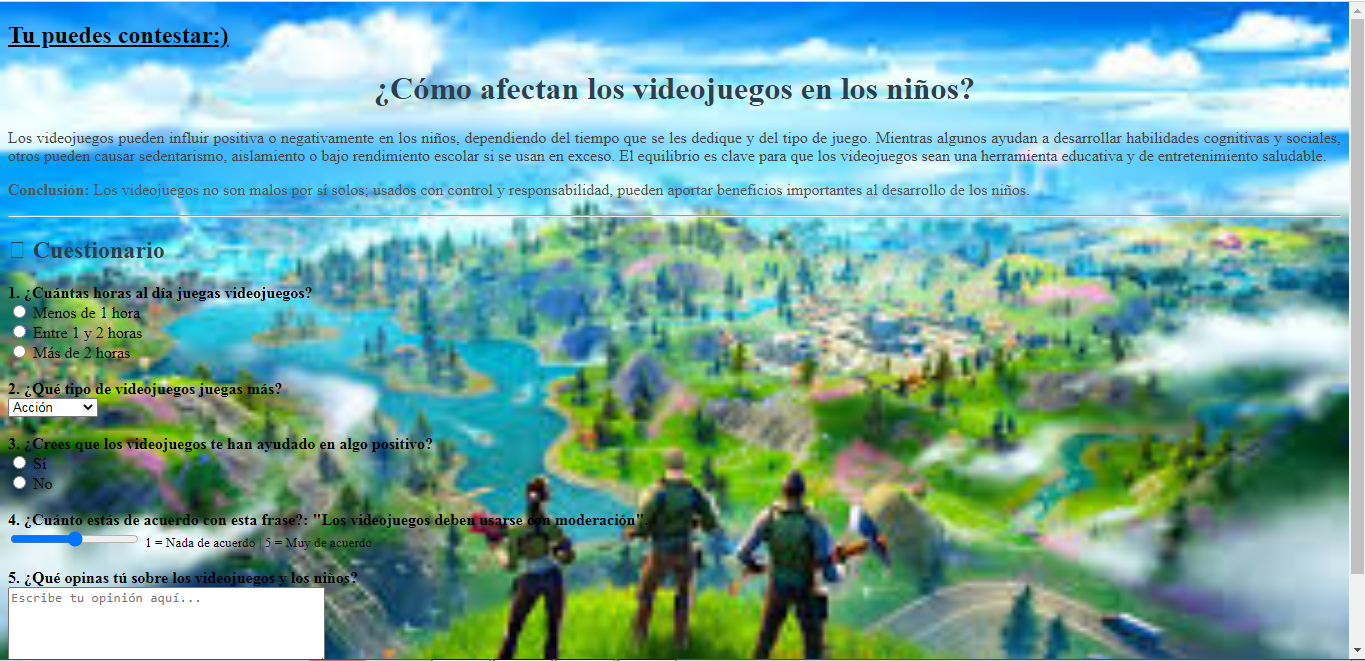 Tu puedes contestar:)
¿Cómo afectan los videojuegos en los niños?
Los videojuegos pueden influir positiva o negativamente en los niños, dependiendo del tiempo que se les dedique y del tipo de juego. Mientras algunos ayudan a desarrollar habilidades cognitivas y sociales,
otros pueden causar sedentarismo, aislamiento o bajo rendimiento escolar si se usan en exceso. El equilibrio es clave para que los videojuegos sean una herramienta educativa y de entretenimiento saludable.
Conclusión: Los videojuegos no son malos por sí solos; usados con control y responsabilidad, pueden aportar beneficios importantes al desarrollo de los niños.
Cuestionario
1. ¿Cuántas horas al día juegas videojuegos?
Menos de 1 hora
Entre 1 y 2 horas
Más de 2 horas
2. ¿Qué tipo de videojuegos juegas más?
Acción
3. ¿Crees que los videojuegos te han ayudado en algo positivo?
Sí
No
4. ¿Cuánto estás de acuerdo con esta frase?: "Los videojuegos deben usarse con moderación".
1 = Nada de acuerdo | 5 = Muy de acuerdo
5. ¿Qué opinas tú sobre los videojuegos y los niños?
Escribe tu opinión aquí...